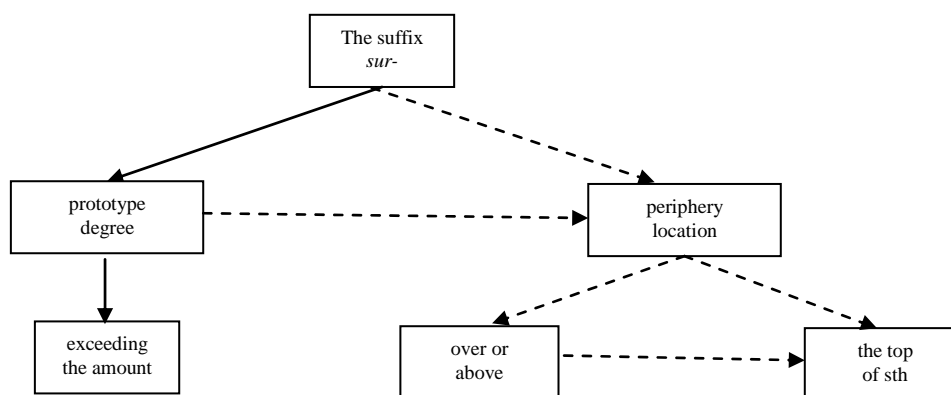 The suffix
sur-
prototype
degree
periphery
location
exceeding
the amount
over or
above
the top
of sth